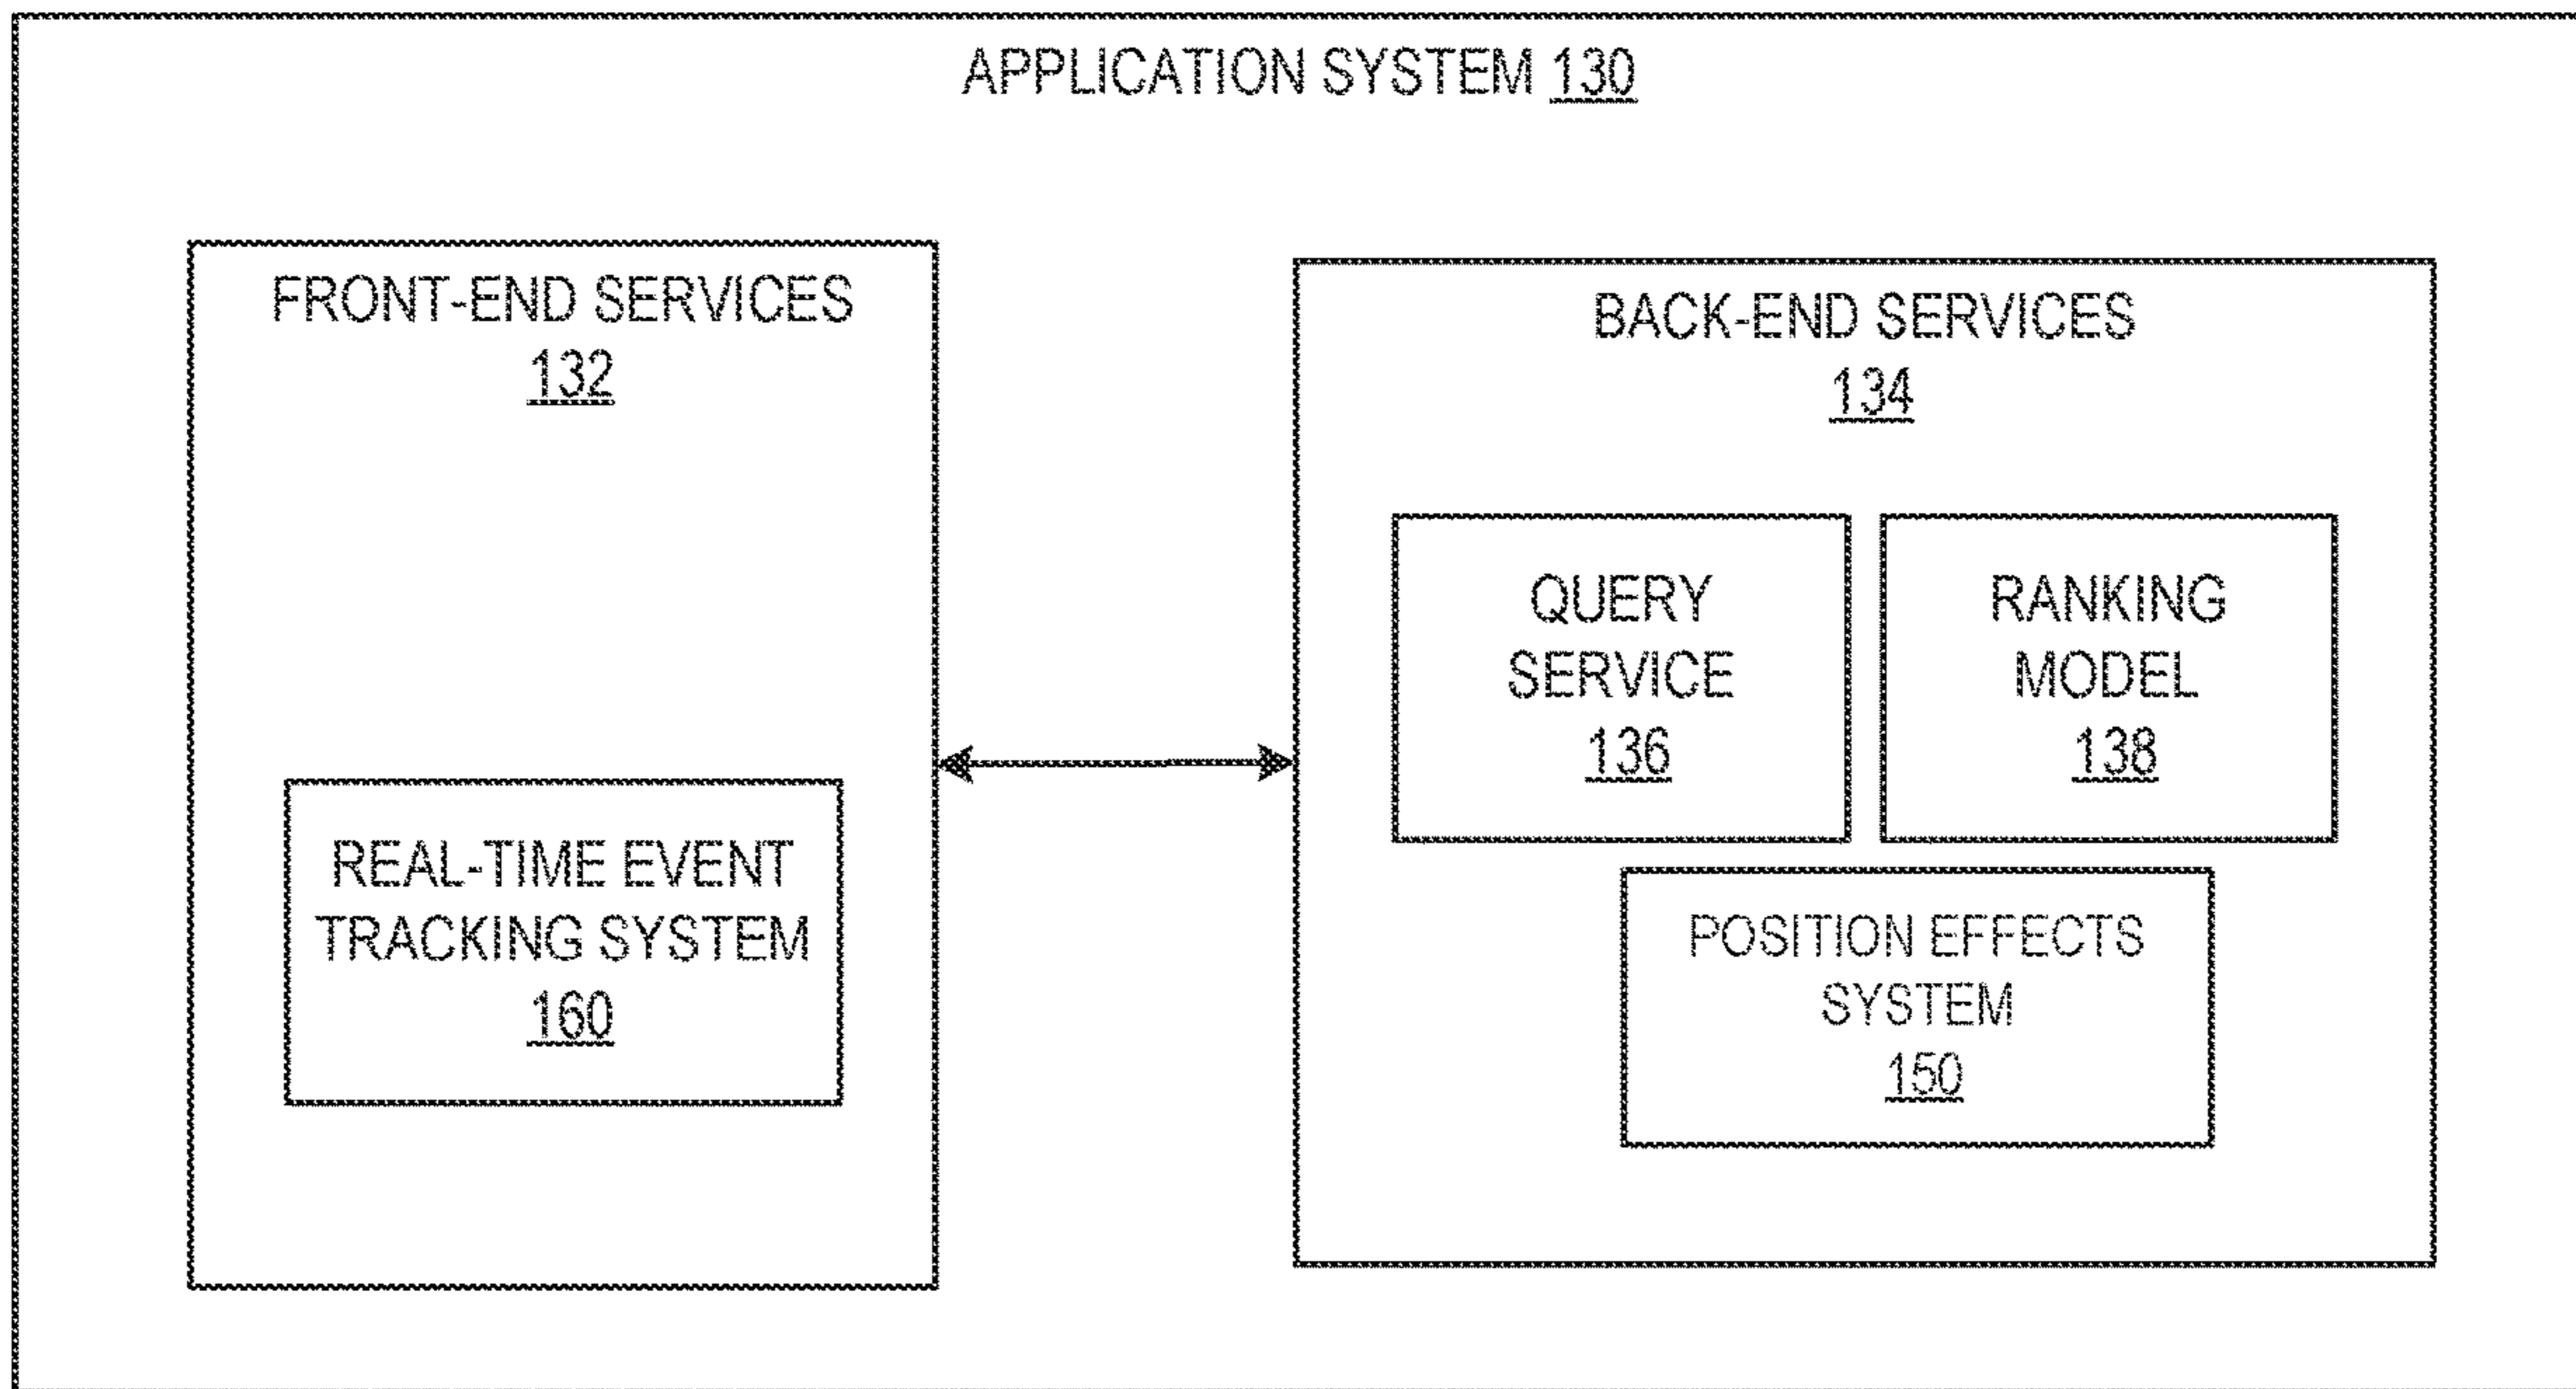 APPLICATION SYSTEM 130
FRONT-END SERVICES
132
REAL-TIME EVENT
TRACKING SYSTEM
160
BACK-END SERVICES
134
QUERY
SERVICE
136
RANKING
MODEL
138
POSITION EFFECTS
SYSTEM
150